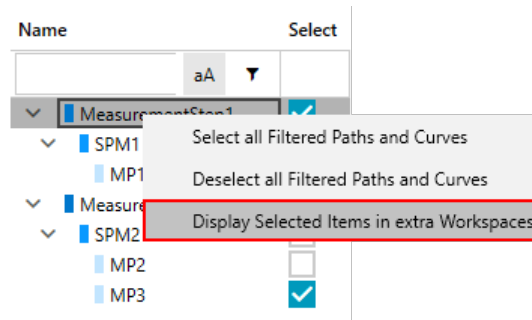 Name Select
aA
MeasurementStep1
SPM1
Select all Filtered Paths and Curves
MP1
Deselect all Filtered Paths and Curves
Measure
Display Selected Items in extra Workspaces
SPM2
MP2
MP3